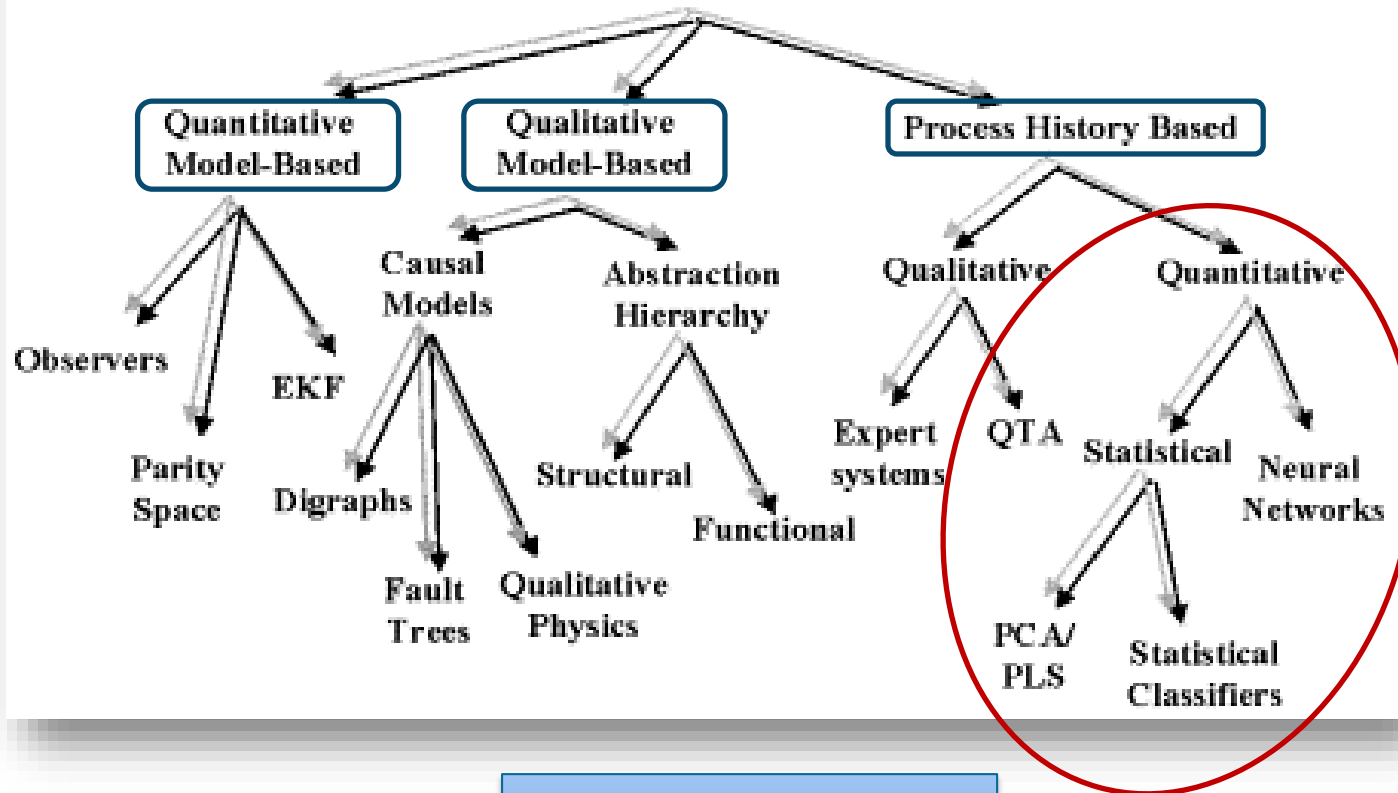 Quantitative
Model-Based
Qualitative
Model-Based
Process History Based
Causal
Models
Abstraction
Hierarchy
Qualitative
Quantitative
Observers
EKF
Parity
Space
Digraphs
Fault
Trees
Qualitative
Physics
Structural
Functional
Expert
systems
QTA
Statistical
Neural
Networks
PCA/
PLS
Statistical
Classifiers